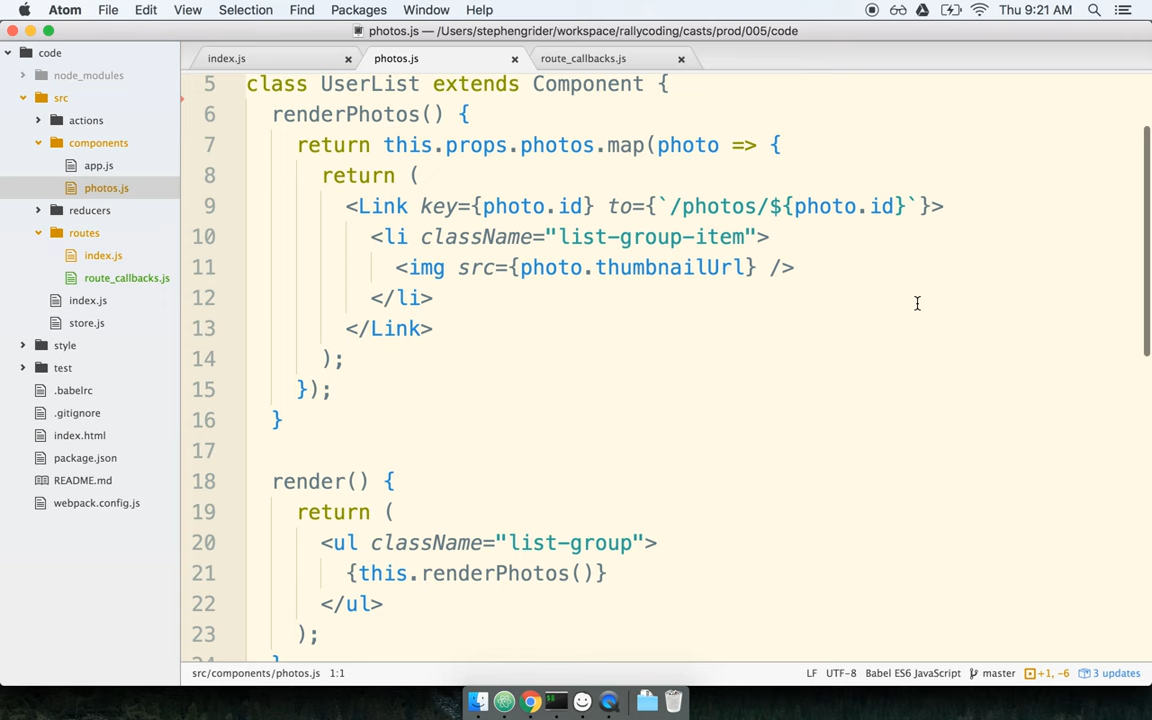 Atom File Edit View Selection Find Packages Window Help Thu 9:21 AM
photos.js — /Users/stephengrider/workspace/rallycoding/casts/prod/005/code
code
node_modules
src
actions
components
app.js
photos.js
reducers
routes
index.js
route_callbacks.js
index.js
store.js
style
test
.babelrc
.gitignore
index.html
package.json
README.md
webpack.config.js
index.js photos.js route_callbacks.js
5 class UserList extends Component {
6 renderPhotos() {
7 return this.props.photos.map(photo => {
8 return (
9 <Link key={photo.id} to={`/photos/${photo.id}`}>
10 <li className="list-group-item">
11 <img src={photo.thumbnailUrl} />
12 </li>
13 </Link>
14 );
15 });
16 }
17
18 render() {
19 return (
20 <ul className="list-group">
21 {this.renderPhotos()}
22 </ul>
23 );
24 }
src/components/photos.js 1:1 LF UTF-8 Babel ES6 JavaScript master +1, -6 3 updates